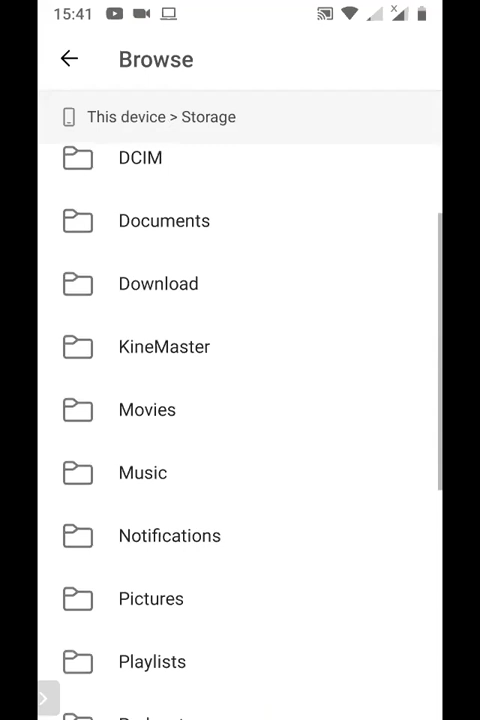 15:41
Browse
This device > Storage
DCIM
Documents
Download
KineMaster
Movies
Music
Notifications
Pictures
Playlists